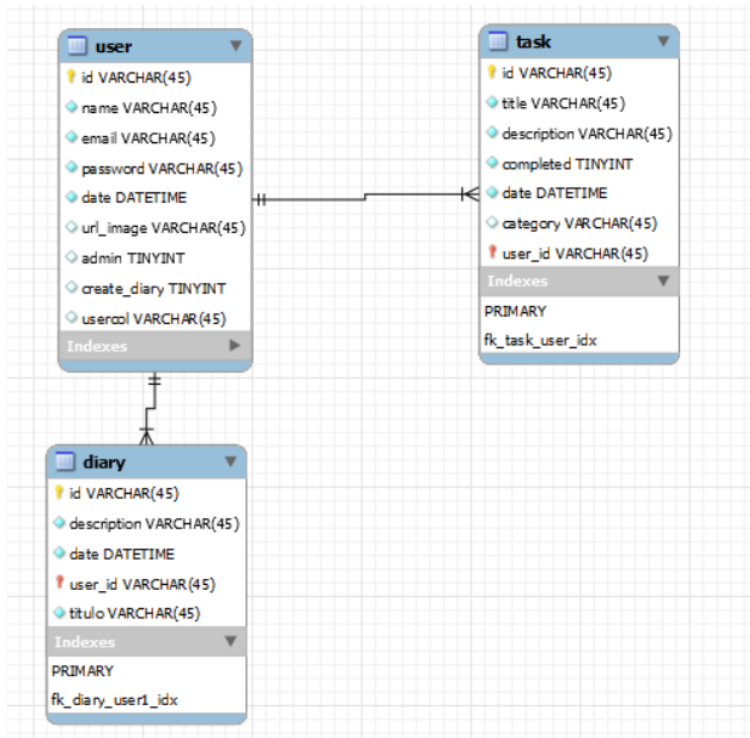 user
id VARCHAR(45)
name VARCHAR(45)
email VARCHAR(45)
password VARCHAR(45)
date DATETIME
url_image VARCHAR(45)
admin TINYINT
create_diary TINYINT
usercol VARCHAR(45)
Indexes
task
id VARCHAR(45)
title VARCHAR(45)
description VARCHAR(45)
completed TINYINT
date DATETIME
category VARCHAR(45)
user_id VARCHAR(45)
Indexes
PRIMARY
fk_task_user_idx
diary
id VARCHAR(45)
description VARCHAR(45)
date DATETIME
user_id VARCHAR(45)
titulo VARCHAR(45)
Indexes
PRIMARY
fk_diary_user1_idx